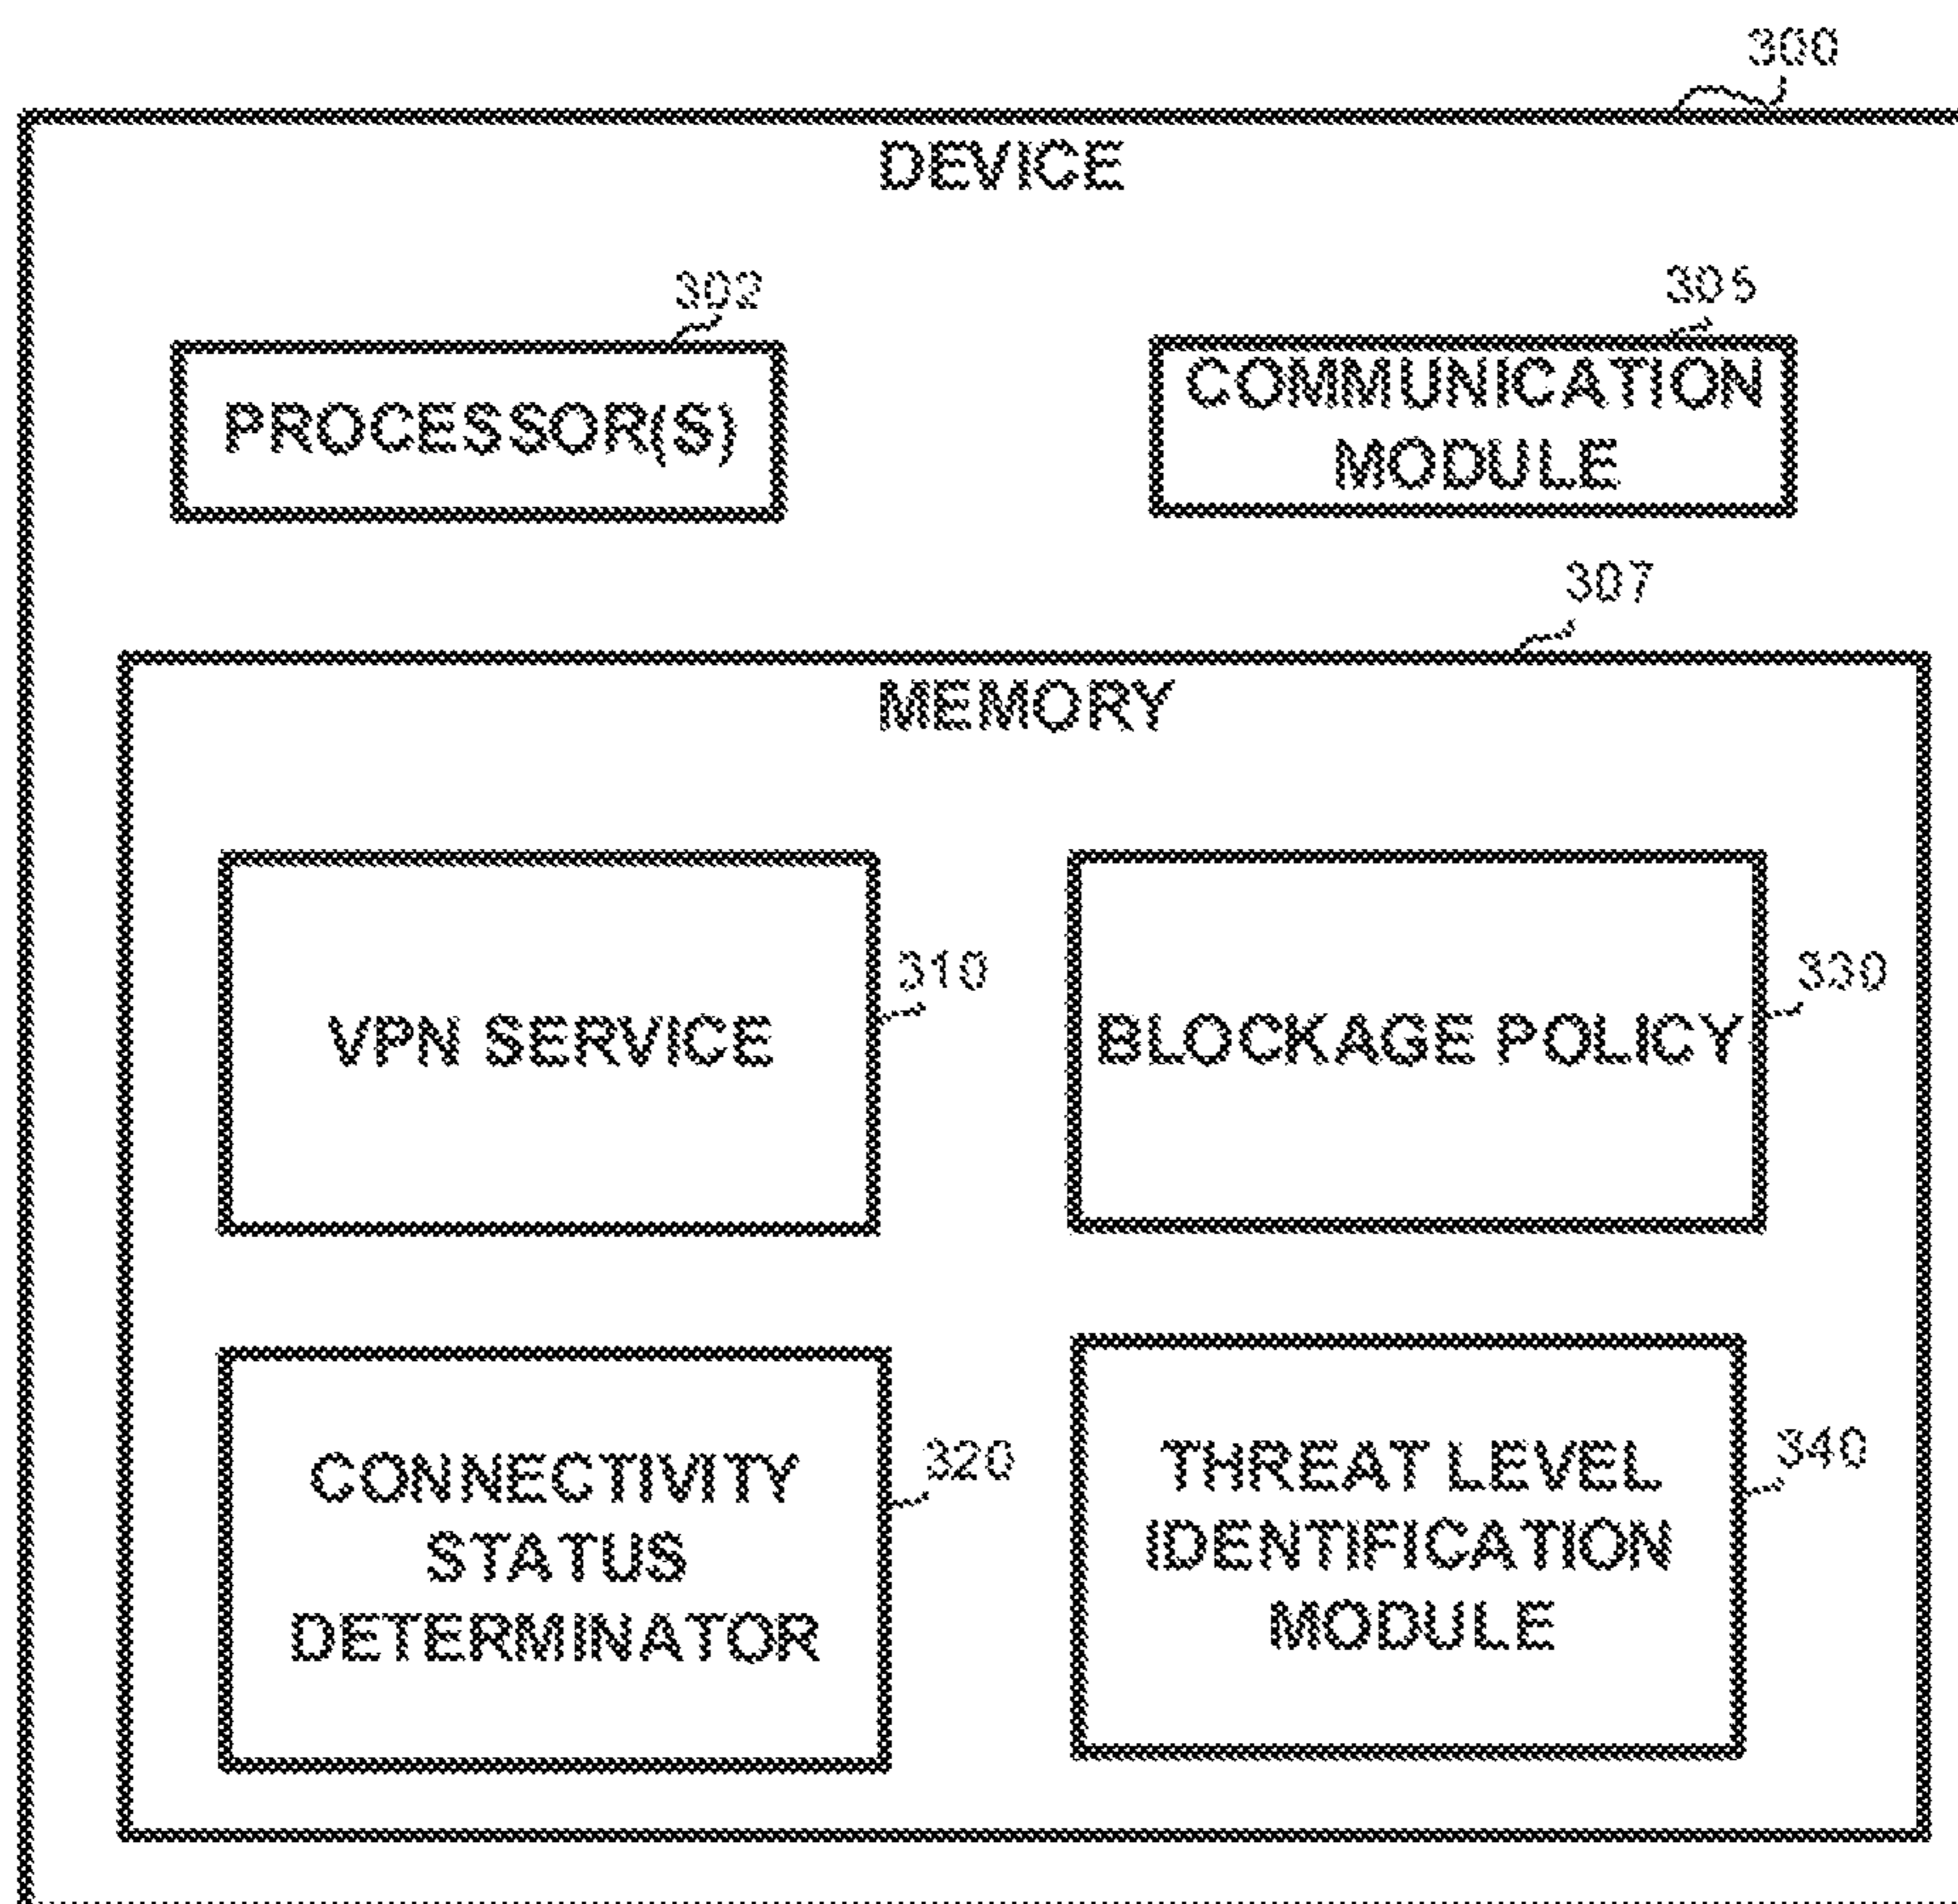 300
DEVICE
302
305
PROCESSOR(S)
COMMUNICATION
MODULE
307
MEMORY
310
330
VPN SERVICE
BLOCKAGE POLICY
320
340
CONNECTIVITY
STATUS
DETERMINATOR
THREAT LEVEL
IDENTIFICATION
MODULE